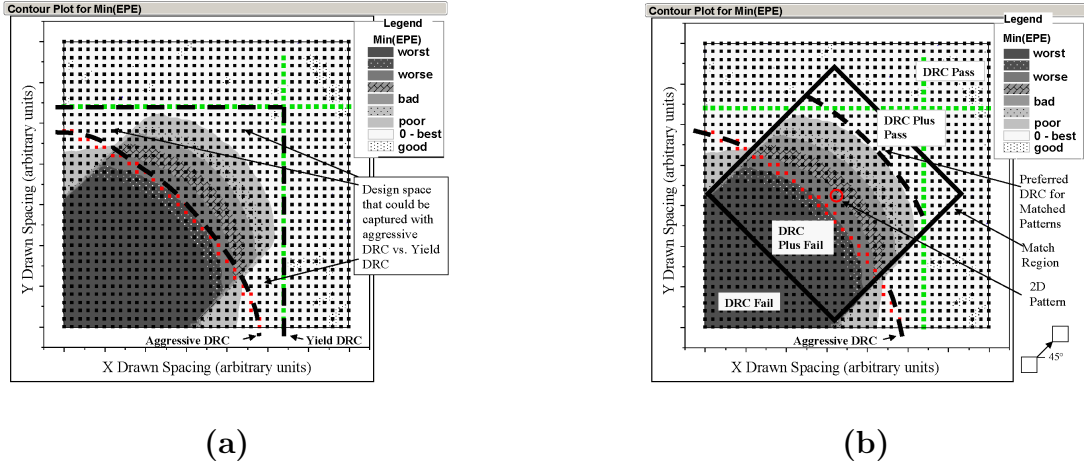 Contour Plot for Min(EPE)
Legend
Min(EPE)
worst
worse
bad
poor
0 - best
good
Design space
that could be
captured with
aggressive
DRC vs. Yield
DRC
Y Drawn Spacing (arbitrary units)
Aggressive DRC
Yield DRC
X Drawn Spacing (arbitrary units)
(a)
Contour Plot for Min(EPE)
Legend
Min(EPE)
worst
worse
bad
poor
0 - best
good
DRC Pass
DRC Plus
Pass
Preferred
DRC for
Matched
Patterns
Match
Region
2D
Pattern
DRC
Plus Fail
DRC Fail
45°
Y Drawn Spacing (arbitrary units)
Aggressive DRC
X Drawn Spacing (arbitrary units)
(b)